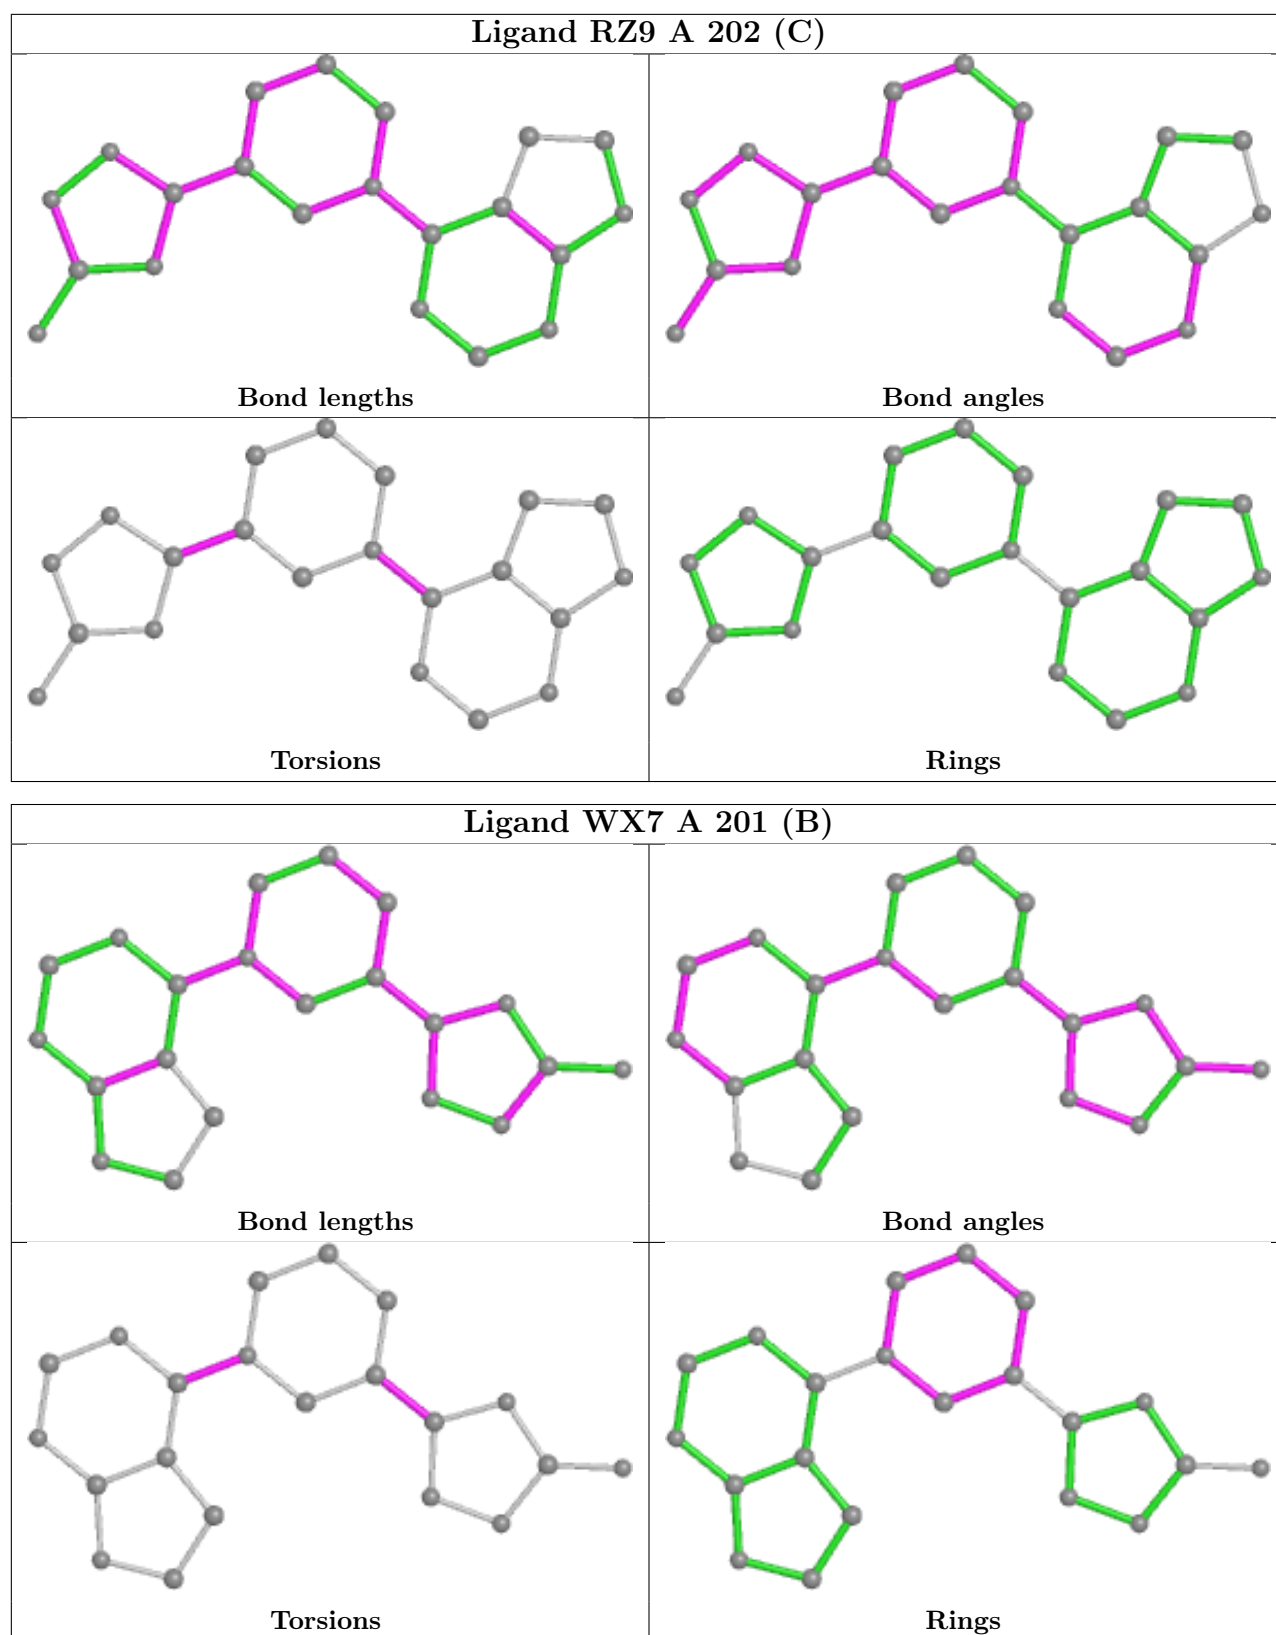 Ligand RZ9 A 202 (C)
Bond lengths
Bond angles
Torsions
Rings
Ligand WX7 A 201 (B)
Bond lengths
Bond angles
Torsions
Rings